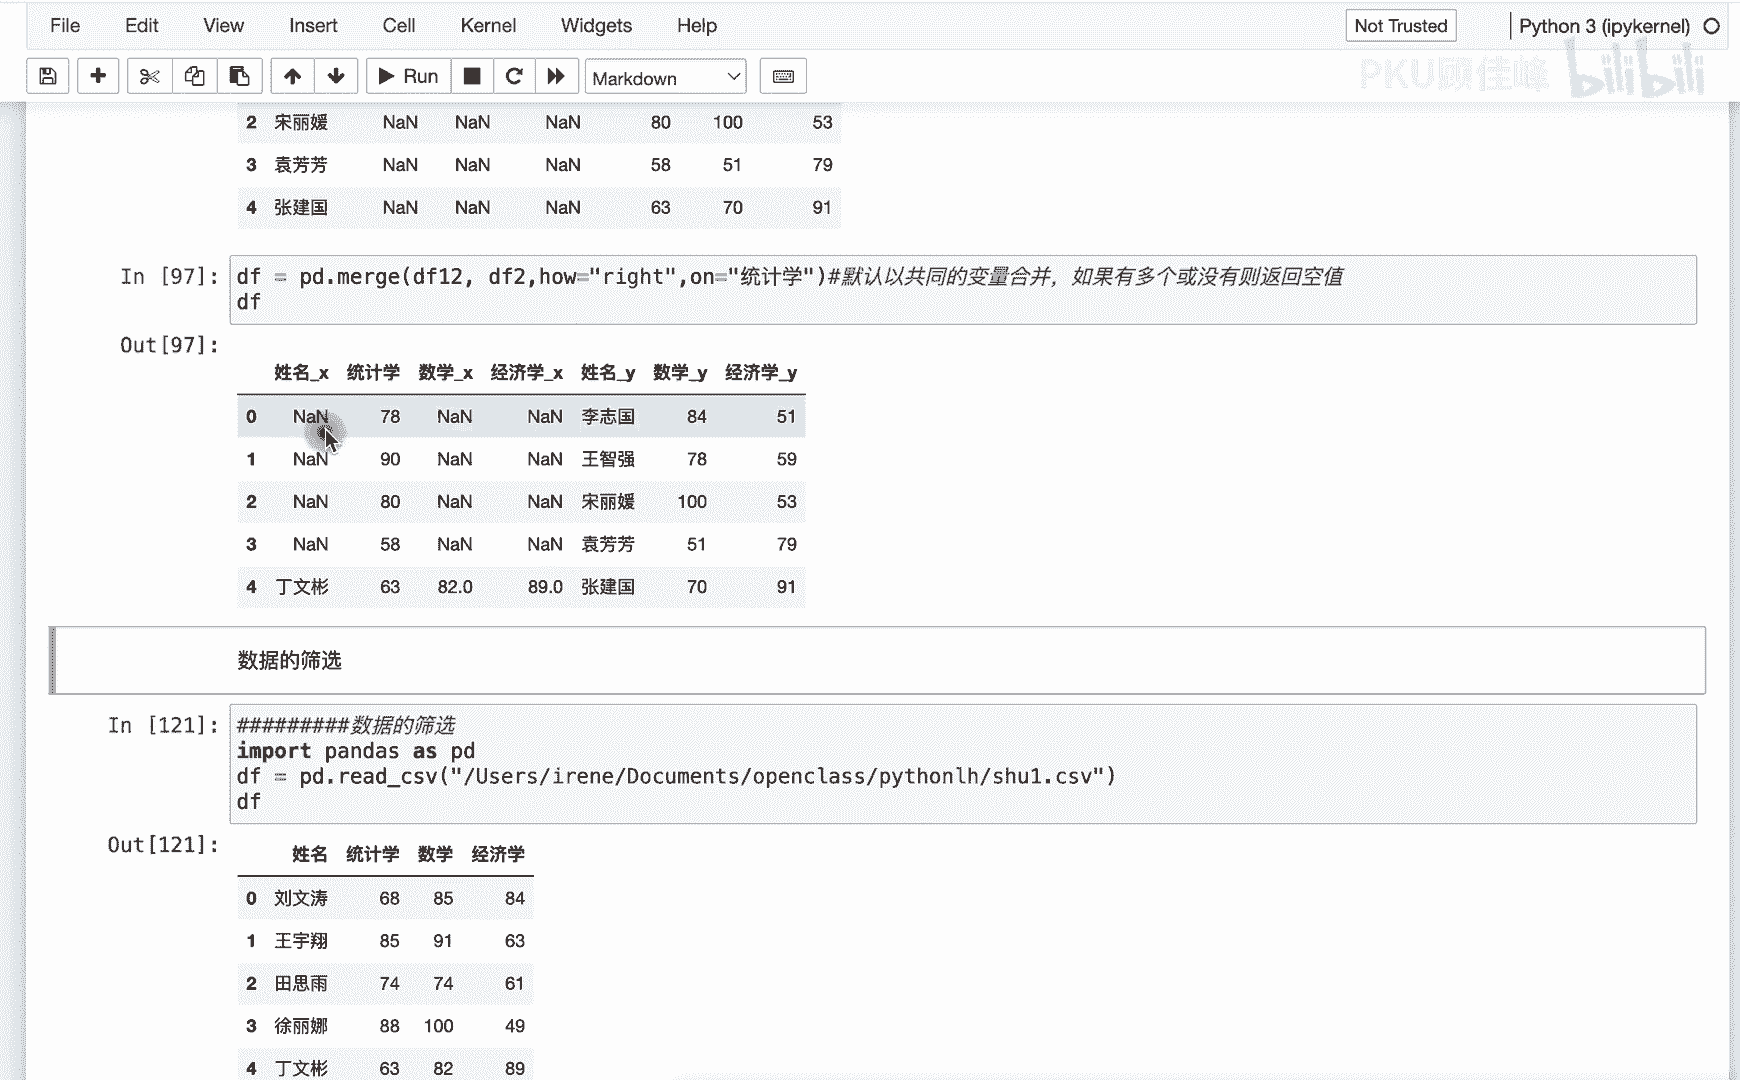 File Edit View Insert Cell Kernel Widgets Help Not Trusted Python 3 (ipykernel)
Run Markdown PKU顾佳峰 bilibili
2 宋丽媛 NaN NaN NaN 80 100 53
3 袁芳芳 NaN NaN NaN 58 51 79
4 张建国 NaN NaN NaN 63 70 91
In [97]: df = pd.merge(df12, df2,how="right",on="统计学")#默认以共同的变量合并，如果有多个或没有则返回空值
df
Out[97]:
姓名_x 统计学 数学_x 经济学_x 姓名_y 数学_y 经济学_y
0 NaN 78 NaN NaN 李志国 84 51
1 NaN 90 NaN NaN 王智强 78 59
2 NaN 80 NaN NaN 宋丽媛 100 53
3 NaN 58 NaN NaN 袁芳芳 51 79
4 丁文彬 63 82.0 89.0 张建国 70 91
数据的筛选
In [121]: #########数据的筛选
import pandas as pd
df = pd.read_csv("/Users/irene/Documents/openclass/pythonlh/shu1.csv")
df
Out[121]:
姓名 统计学 数学 经济学
0 刘文涛 68 85 84
1 王宇翔 85 91 63
2 田思雨 74 74 61
3 徐丽娜 88 100 49
4 丁文彬 63 82 89